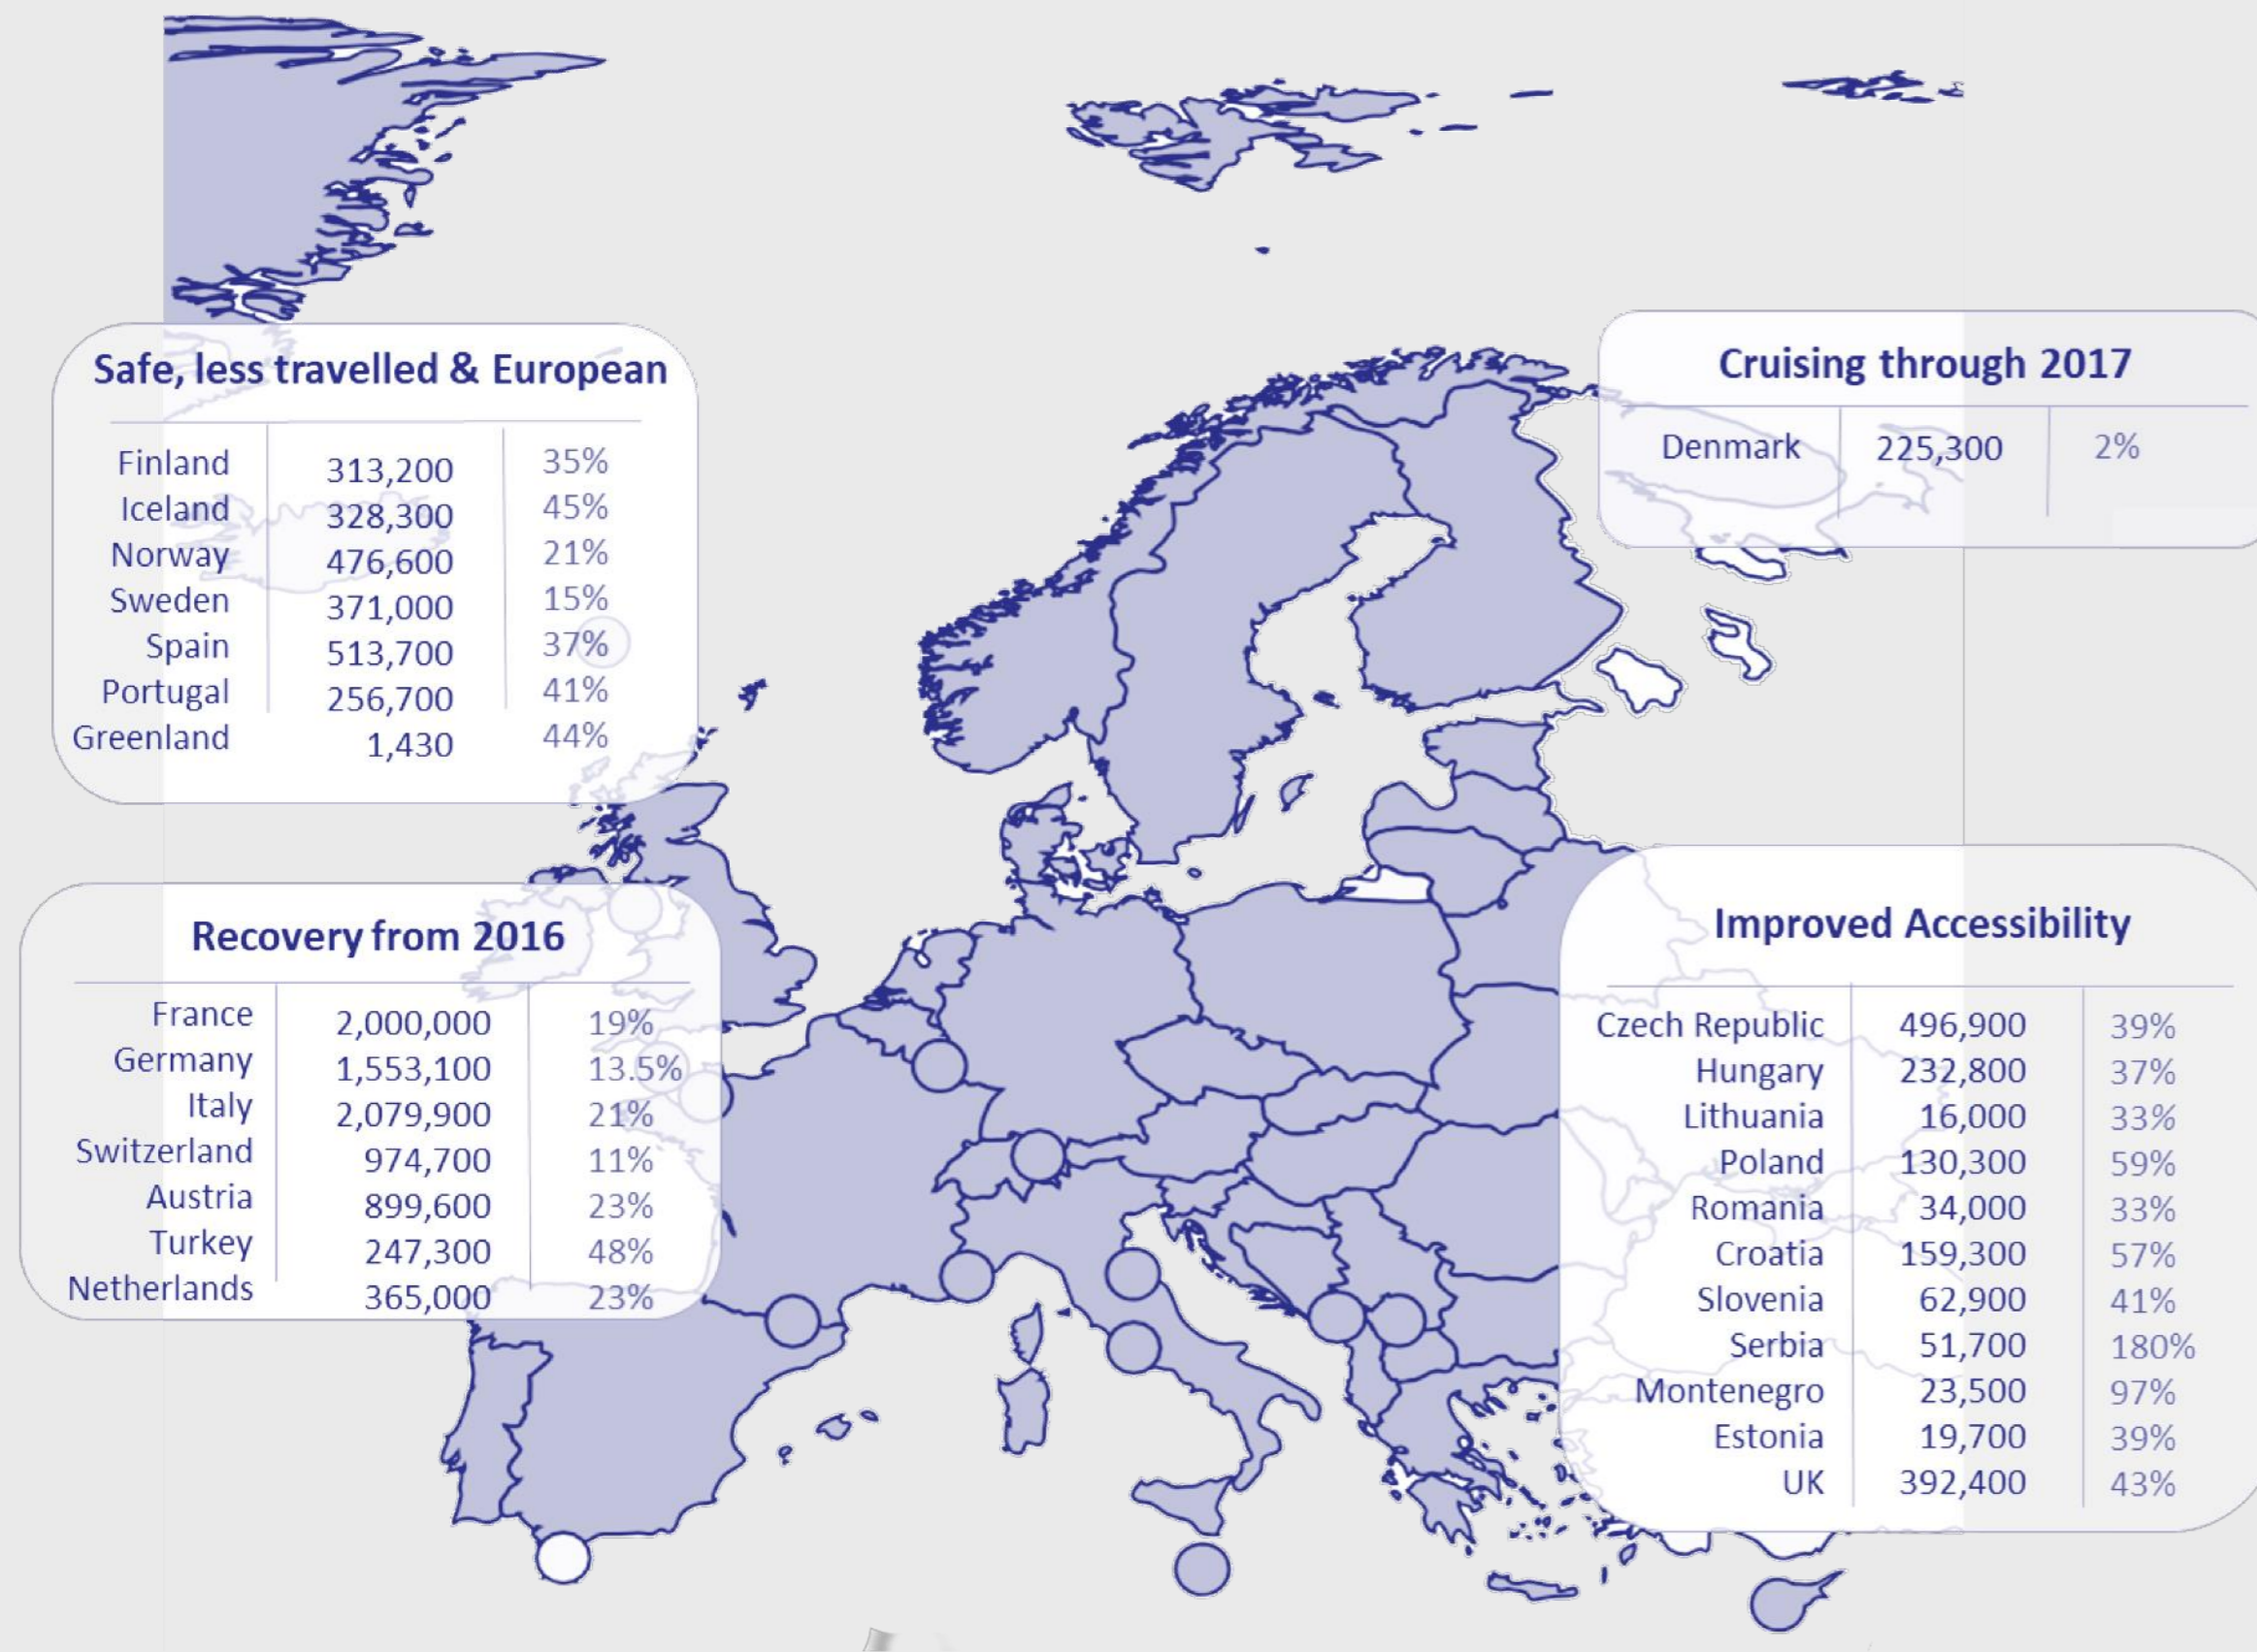 Safe, less travelled & European
Finland 313,200 35%
Iceland 328,300 45%
Norway 476,600 21%
Sweden 371,000 15%
Spain 513,700 37%
Portugal 256,700 41%
Greenland 1,430 44%
Cruising through 2017
Denmark 225,300 2%
Recovery from 2016
France 2,000,000 19%
Germany 1,553,100 13.5%
Italy 2,079,900 21%
Switzerland 974,700 11%
Austria 899,600 23%
Turkey 247,300 48%
Netherlands 365,000 23%
Improved Accessibility
Czech Republic 496,900 39%
Hungary 232,800 37%
Lithuania 16,000 33%
Poland 130,300 59%
Romania 34,000 33%
Croatia 159,300 57%
Slovenia 62,900 41%
Serbia 51,700 180%
Montenegro 23,500 97%
Estonia 19,700 39%
UK 392,400 43%